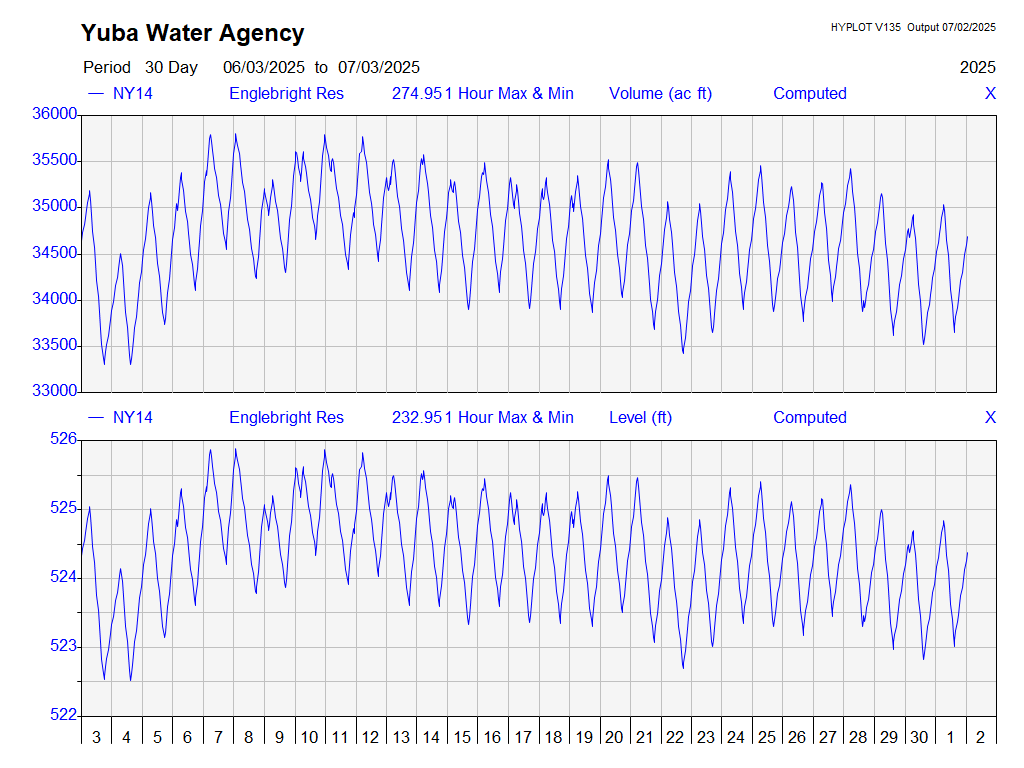 Yuba Water Agency
HYPLOT V135 Output 07/02/2025
Period 30 Day 06/03/2025 to 07/03/2025 2025
NY14 Englebright Res 274.951 Hour Max & Min Volume (ac ft) Computed X
36000
35500
35000
34500
34000
33500
33000
NY14 Englebright Res 232.951 Hour Max & Min Level (ft) Computed X
526
525
524
523
522
3 4 5 6 7 8 9 10 11 12 13 14 15 16 17 18 19 20 21 22 23 24 25 26 27 28 29 30 1 2